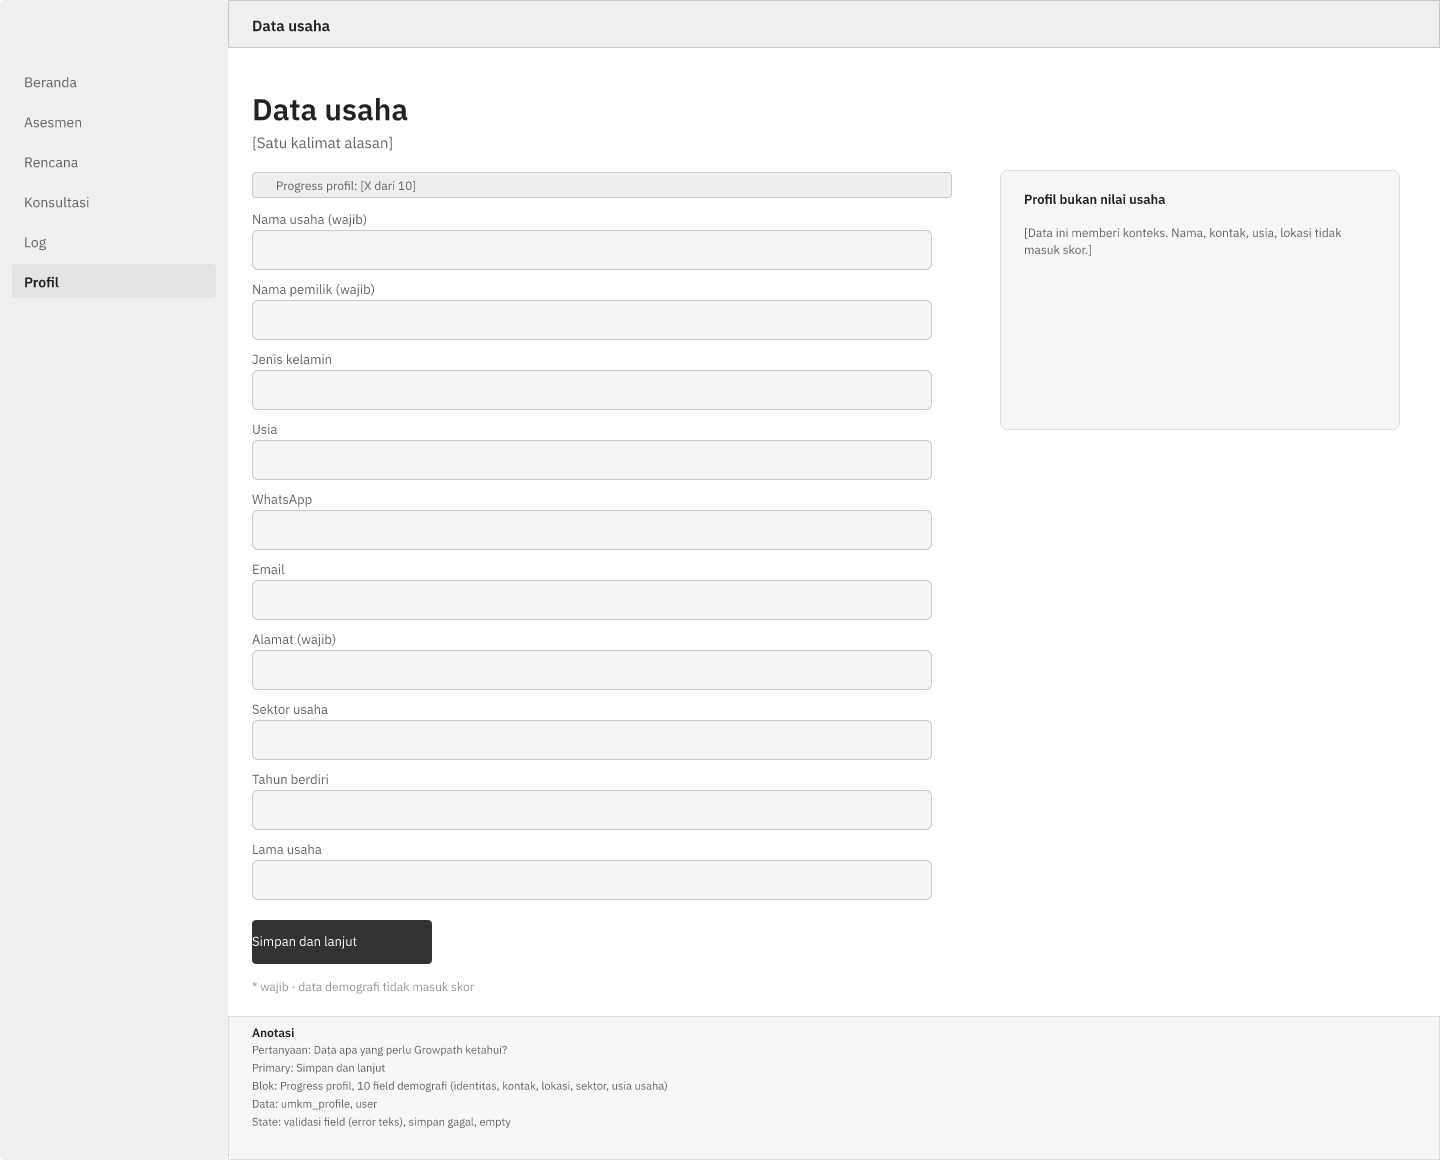 Data usaha
Beranda
Asesmen
Rencana
Konsultasi
Log
Profil
Data usaha
[Satu kalimat alasan]
Progress profil: [X dari 10]
Nama usaha (wajib)
Nama pemilik (wajib)
Jenis kelamin
Usia
WhatsApp
Email
Alamat (wajib)
Sektor usaha
Tahun berdiri
Lama usaha
Simpan dan lanjut
* wajib · data demografi tidak masuk skor
Profil bukan nilai usaha
[Data ini memberi konteks. Nama, kontak, usia, lokasi tidak
masuk skor.]
Anotasi
Pertanyaan: Data apa yang perlu Growpath ketahui?
Primary: Simpan dan lanjut
Blok: Progress profil, 10 field demografi (identitas, kontak, lokasi, sektor, usia usaha)
Data: umkm_profile, user
State: validasi field (error teks), simpan gagal, empty